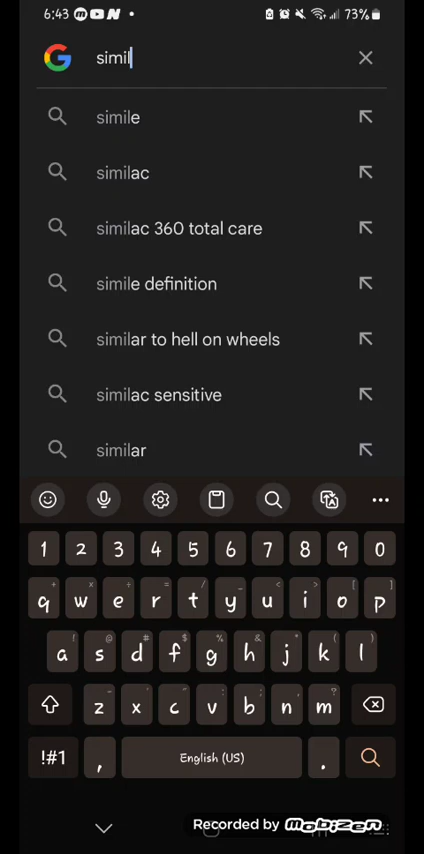 6:43 73%
simil
simile
similac
similac 360 total care
simile definition
similar to hell on wheels
similac sensitive
similar
1 2 3 4 5 6 7 8 9 0
q w e r t y u i o p
a s d f g h j k l
z x c v b n m
!#1 , English (US) .
Recorded by mobizen